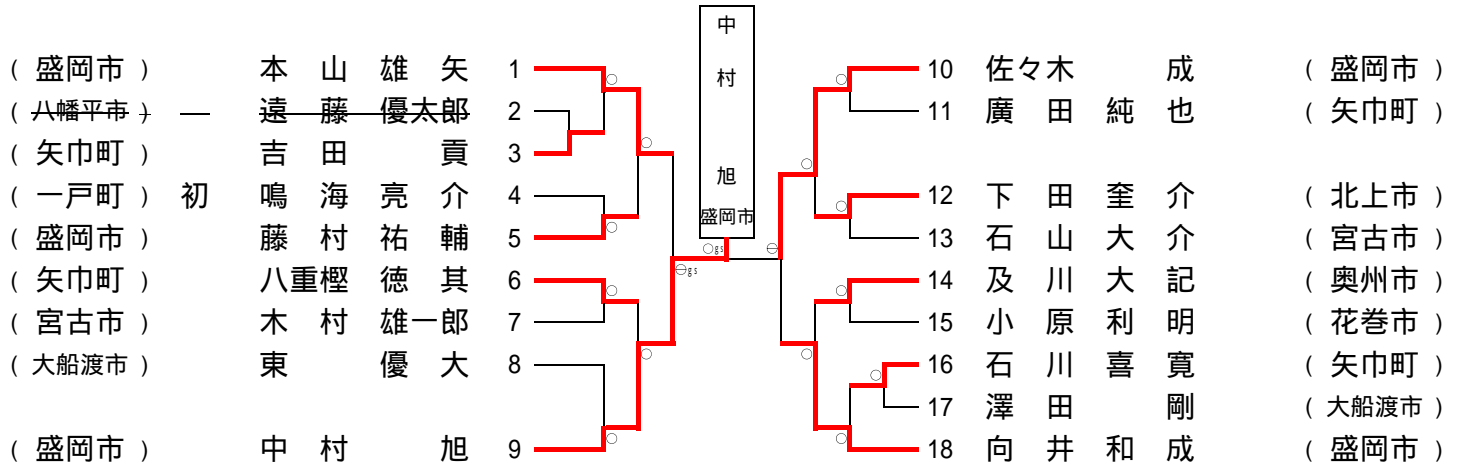 中村旭
盛岡市
( 盛岡市 ) 本山雄矢 1
( 八幡平市 ) 遠藤優太郎 2
( 矢巾町 ) 吉田貢 3
( 一戸町 ) 初 鳴海亮介 4
( 盛岡市 ) 藤村祐輔 5
( 矢巾町 ) 八重樫徳其 6
( 宮古市 ) 木村雄一郎 7
( 大船渡市 ) 東優大 8
( 盛岡市 ) 中村旭 9
○gs
⊖gs
10 佐々木成 ( 盛岡市 )
11 廣田純也 ( 矢巾町 )
12 下田奎介 ( 北上市 )
13 石山大介 ( 宮古市 )
14 及川大記 ( 奥州市 )
15 小原利明 ( 花巻市 )
16 石川喜寛 ( 矢巾町 )
17 澤田剛 ( 大船渡市 )
18 向井和成 ( 盛岡市 )